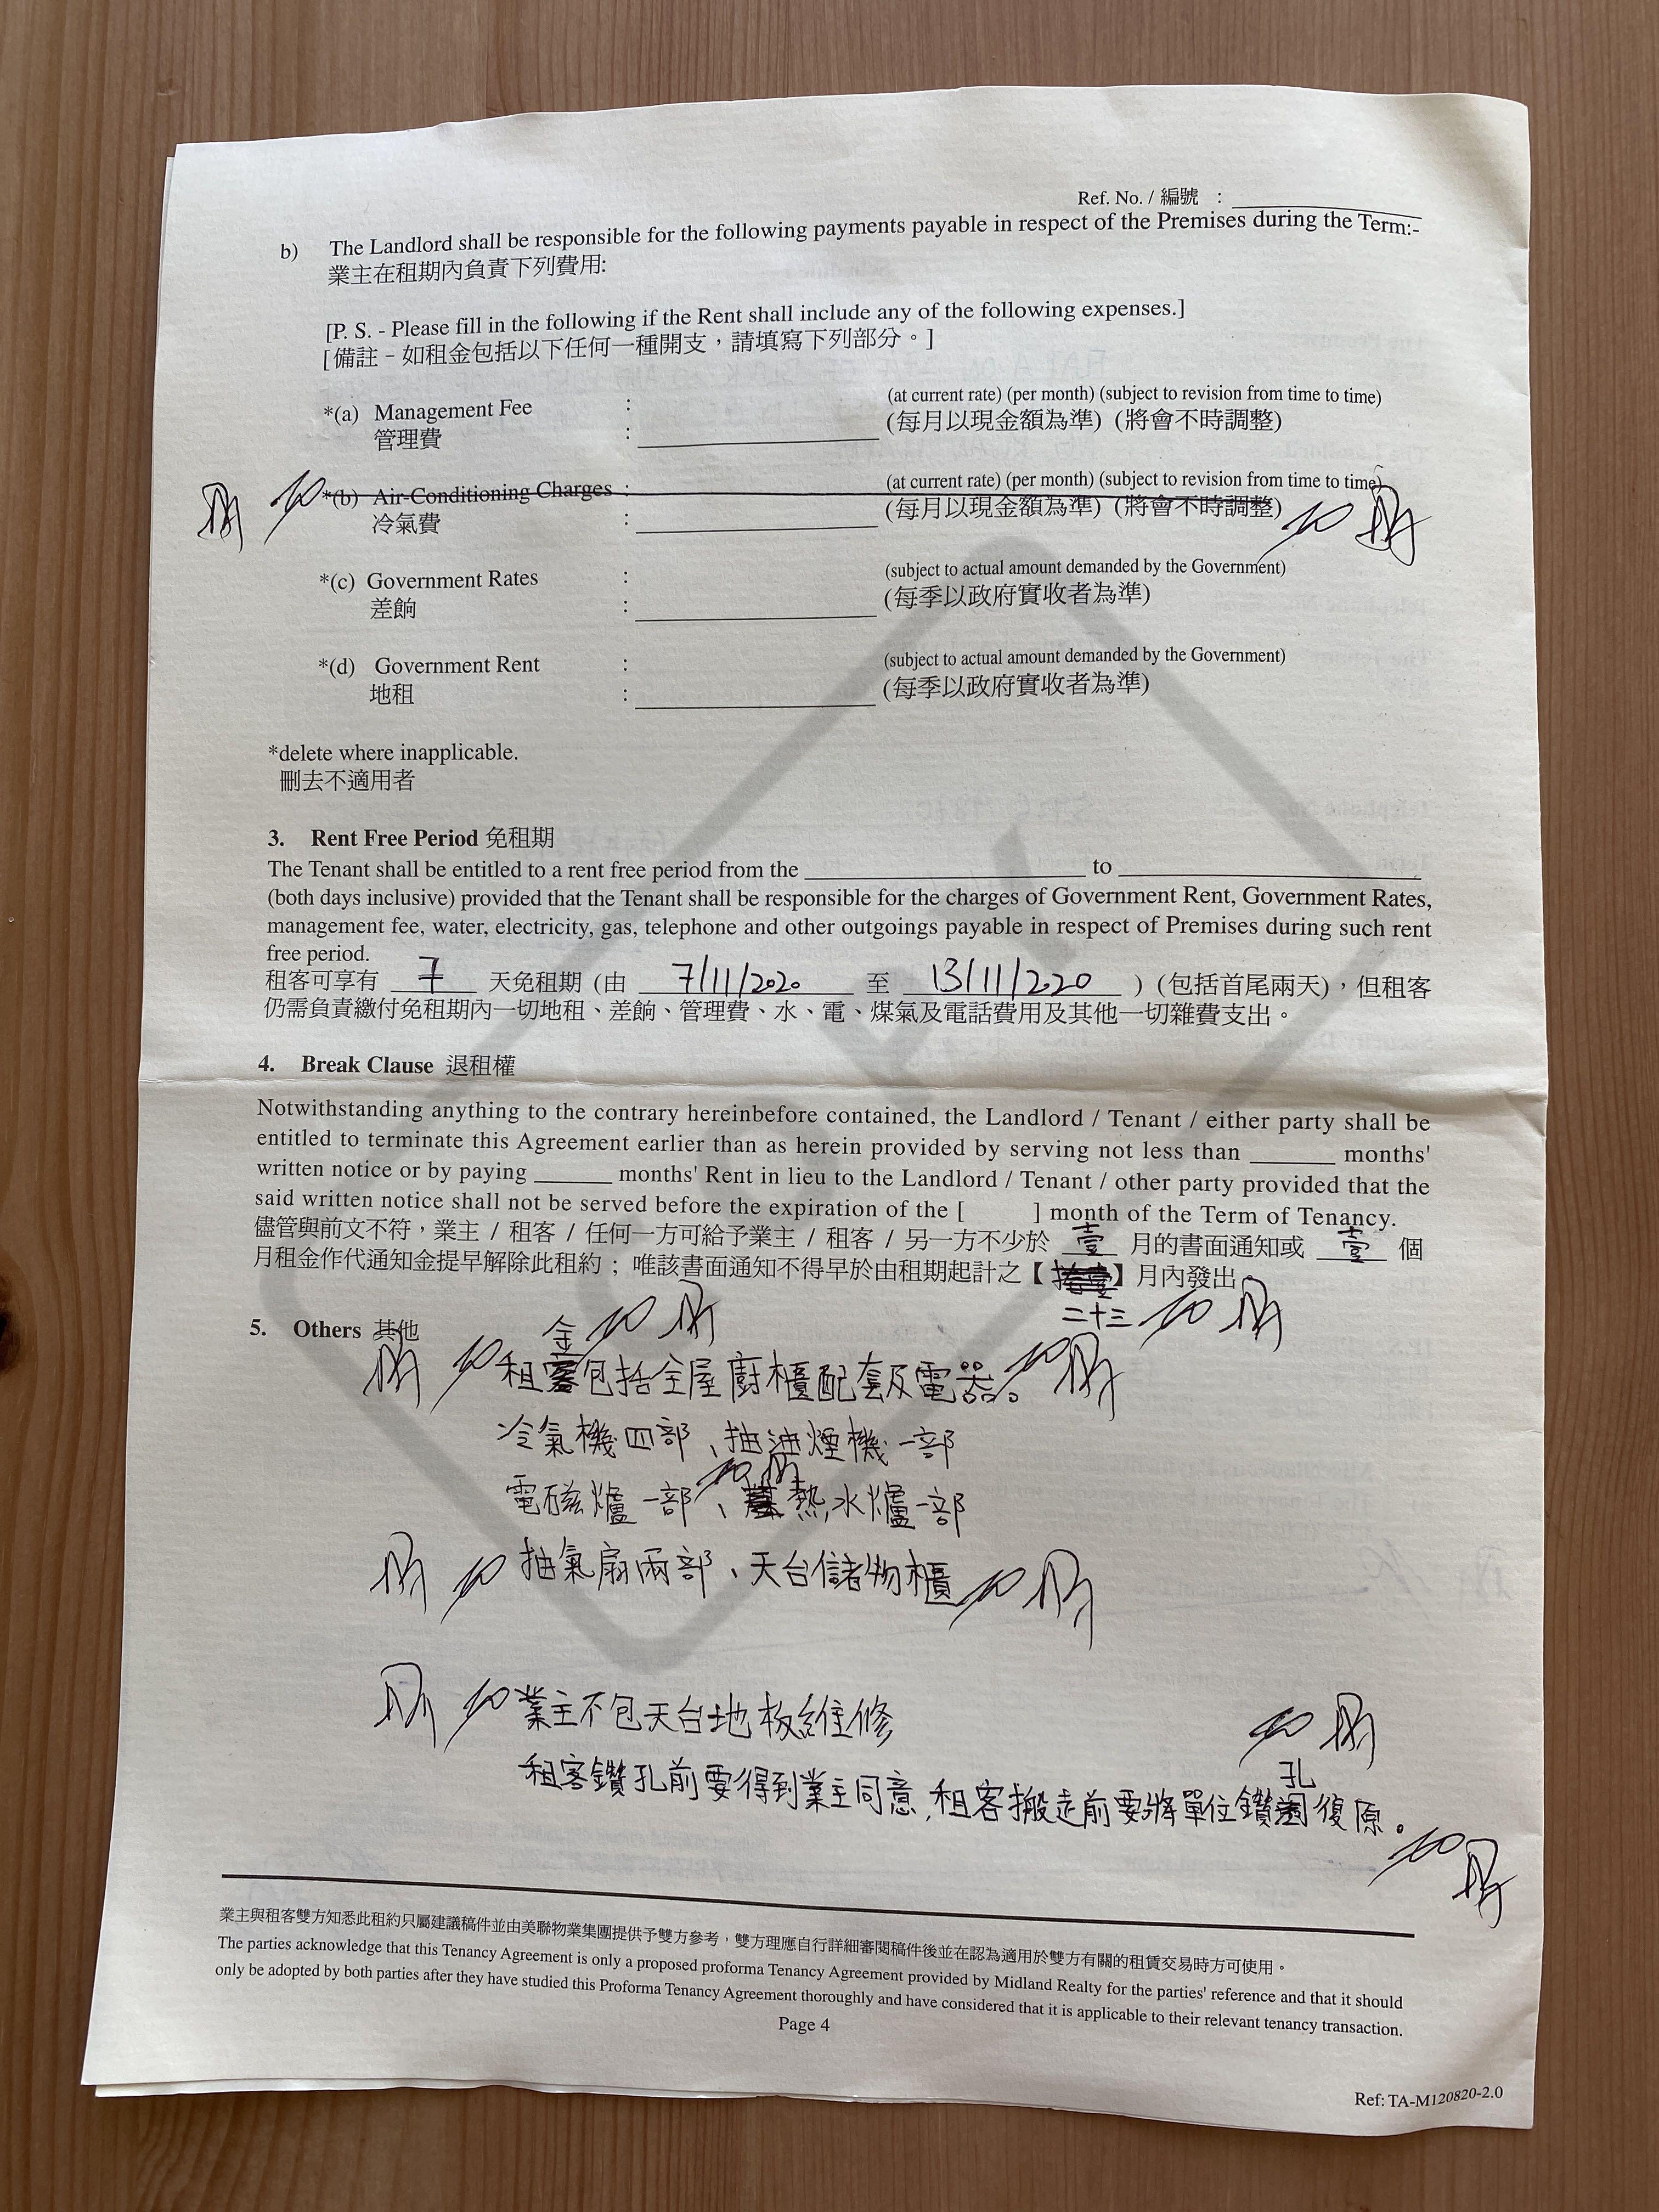 Ref. No. / 編號 :
b) The Landlord shall be responsible for the following payments payable in respect of the Premises during the Term:-
業主在租期內負責下列費用:
[P. S. - Please fill in the following if the Rent shall include any of the following expenses.]
[備註 – 如租金包括以下任何一種開支，請填寫下列部分。]
*(a) Management Fee : (at current rate) (per month) (subject to revision from time to time)
管理費 : (每月以現金額為準) (將會不時調整)
*(b) Air-Conditioning Charges : (at current rate) (per month) (subject to revision from time to time)
冷氣費 : (每月以現金額為準) (將會不時調整)
*(c) Government Rates : (subject to actual amount demanded by the Government)
差餉 : (每季以政府實收者為準)
*(d) Government Rent : (subject to actual amount demanded by the Government)
地租 : (每季以政府實收者為準)
*delete where inapplicable.
刪去不適用者
3. Rent Free Period 免租期
The Tenant shall be entitled to a rent free period from the to
(both days inclusive) provided that the Tenant shall be responsible for the charges of Government Rent, Government Rates,
management fee, water, electricity, gas, telephone and other outgoings payable in respect of Premises during such rent
free period.
租客可享有 7 天免租期 (由 7/11/2020 至 13/11/2020 ) (包括首尾兩天)，但租客
仍需負責繳付免租期內一切地租、差餉、管理費、水、電、煤氣及電話費用及其他一切雜費支出。
4. Break Clause 退租權
Notwithstanding anything to the contrary hereinbefore contained, the Landlord / Tenant / either party shall be
entitled to terminate this Agreement earlier than as herein provided by serving not less than months'
written notice or by paying months' Rent in lieu to the Landlord / Tenant / other party provided that the
said written notice shall not be served before the expiration of the [ ] month of the Term of Tenancy.
儘管與前文不符，業主 / 租客 / 任何一方可給予業主 / 租客 / 另一方不少於 壹 月的書面通知或 壹 個
月租金作代通知金提早解除此租約；唯該書面通知不得早於由租期起計之【】月內發出
二十三
5. Others 其他
金
租包括全屋廚櫃配套及電器。
冷氣機四部、抽油煙機一部
電磁爐一部、熱水爐一部
抽氣扇兩部、天台儲物櫃
業主不包天台地板維修
孔
租客鑽孔前要得到業主同意,租客搬走前要將單位鑽復原。
業主與租客雙方知悉此租約只屬建議稿件並由美聯物業集團提供予雙方參考，雙方理應自行詳細審閱稿件後並在認為適用於雙方有關的租賃交易時方可使用。
The parties acknowledge that this Tenancy Agreement is only a proposed proforma Tenancy Agreement provided by Midland Realty for the parties' reference and that it should
only be adopted by both parties after they have studied this Proforma Tenancy Agreement thoroughly and have considered that it is applicable to their relevant tenancy transaction.
Page 4
Ref: TA-M120820-2.0